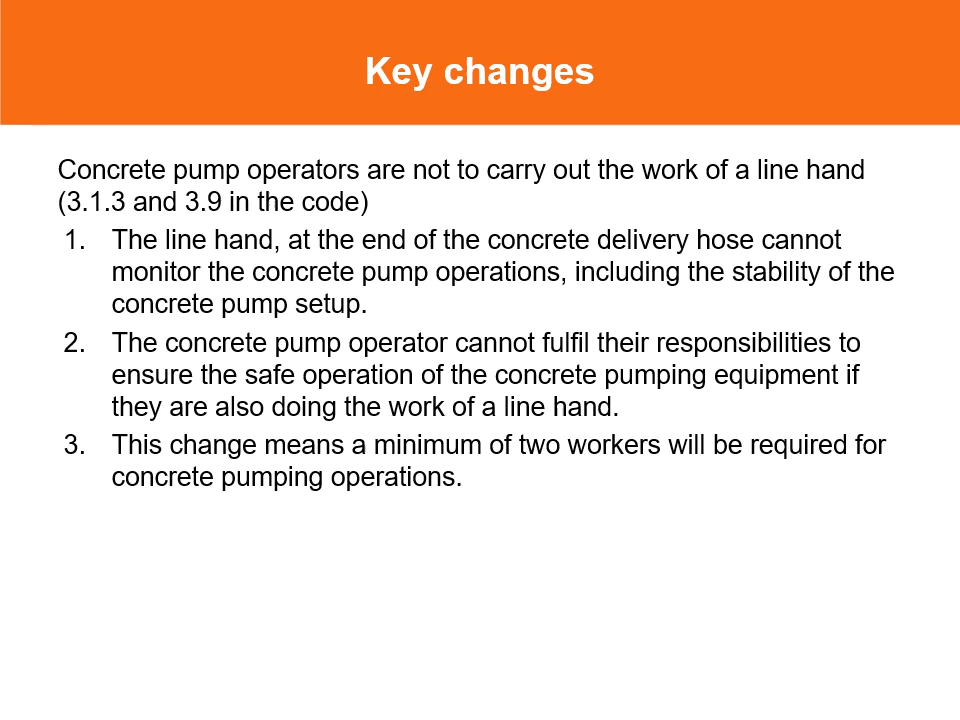 Key changes
Concrete pump operators are not to carry out the work of a line hand
(3.1.3 and 3.9 in the code)
1. The line hand, at the end of the concrete delivery hose cannot
monitor the concrete pump operations, including the stability of the
concrete pump setup.
2. The concrete pump operator cannot fulfil their responsibilities to
ensure the safe operation of the concrete pumping equipment if
they are also doing the work of a line hand.
3. This change means a minimum of two workers will be required for
concrete pumping operations.